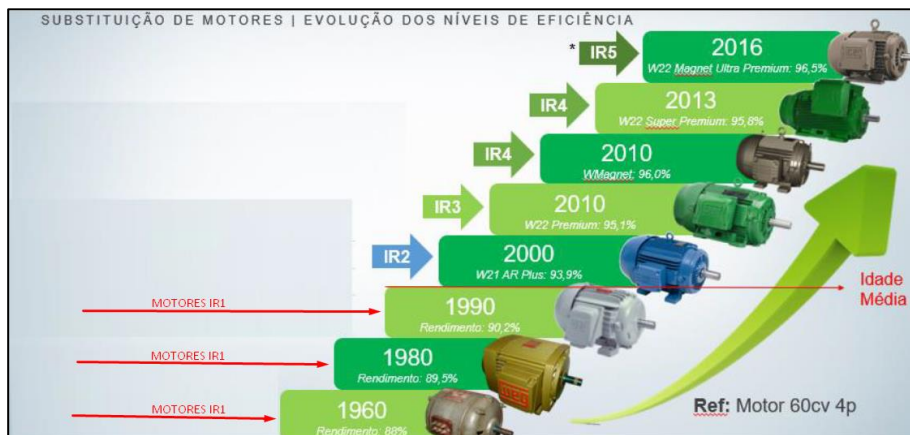 SUBSTITUIÇÃO DE MOTORES | EVOLUÇÃO DOS NÍVEIS DE EFICIÊNCIA
* IR5
2016
W22 Magnet Ultra Premium: 96,5%
IR4
2013
W22 Super Premium: 95,8%
IR4
2010
WMagnet: 96,0%
IR3
2010
W22 Premium: 95,1%
IR2
2000
W21 AR Plus: 93,9%
Idade
Média
MOTORES IR1
1990
Rendimento: 90,2%
MOTORES IR1
1980
Rendimento: 89,5%
MOTORES IR1
1960
Rendimento: 88%
Ref: Motor 60cv 4p